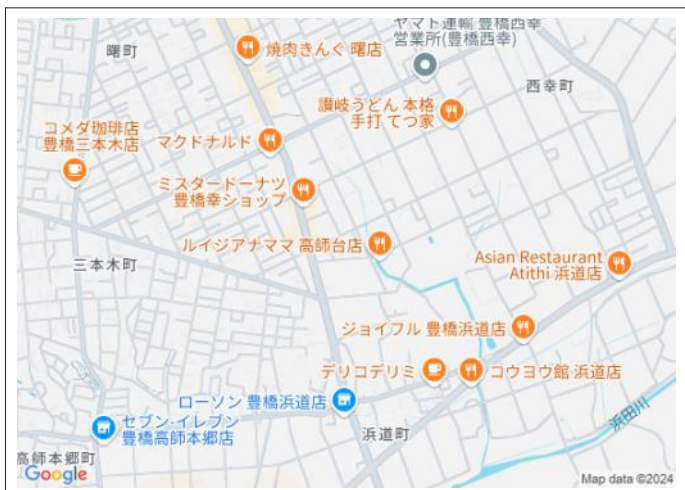 ヤマト運輸 豊橋西幸
営業所(豊橋西幸)
曙町
焼肉きんぐ 曙店
西幸町
讃岐うどん 本格
手打 てつ家
コメダ珈琲店
豊橋三本木店
マクドナルド
ミスタードーナツ
豊橋幸ショップ
ルイジアナママ 高師台店
三本木町
Asian Restaurant
Atithi 浜道店
ジョイフル 豊橋浜道店
デリコデリミ
コウヨウ館 浜道店
ローソン 豊橋浜道店
セブン-イレブン
豊橋高師本郷店
浜道町
浜田川
高師本郷町
Google
Map data ©2024